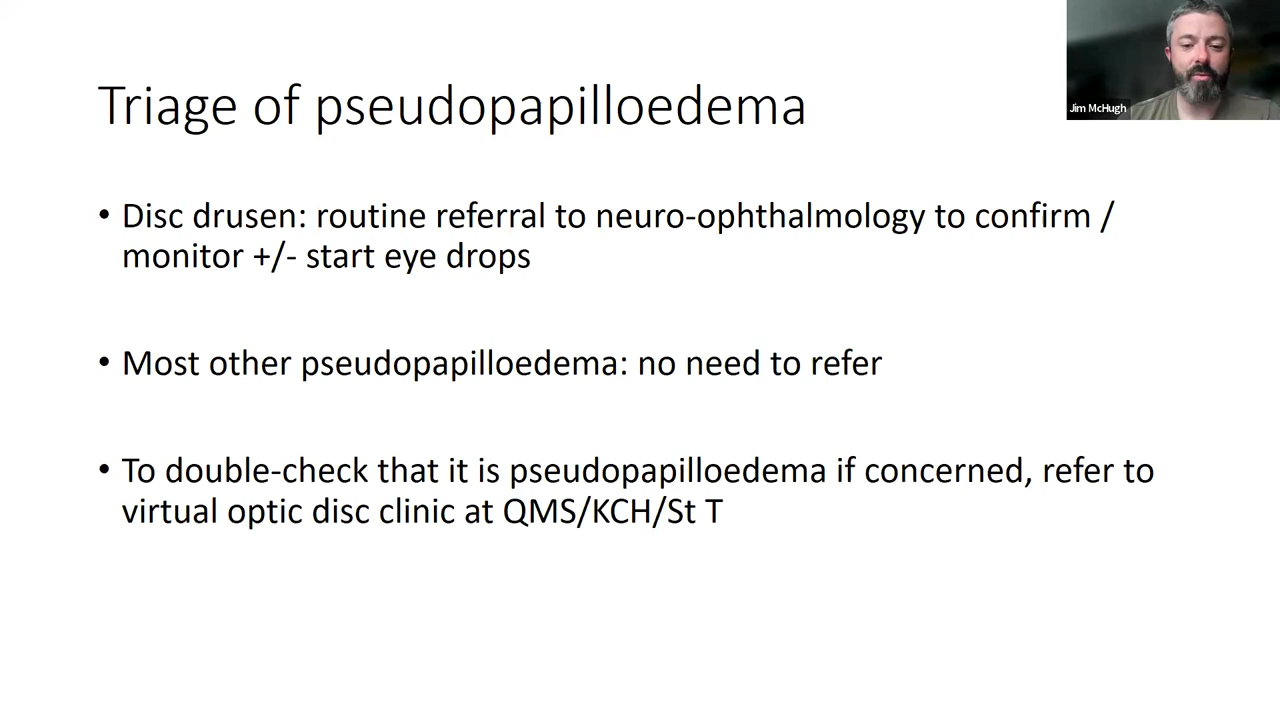 Triage of pseudopapilloedema
Jim McHugh
• Disc drusen: routine referral to neuro-ophthalmology to confirm /
monitor +/- start eye drops
• Most other pseudopapilloedema: no need to refer
• To double-check that it is pseudopapilloedema if concerned, refer to
virtual optic disc clinic at QMS/KCH/St T